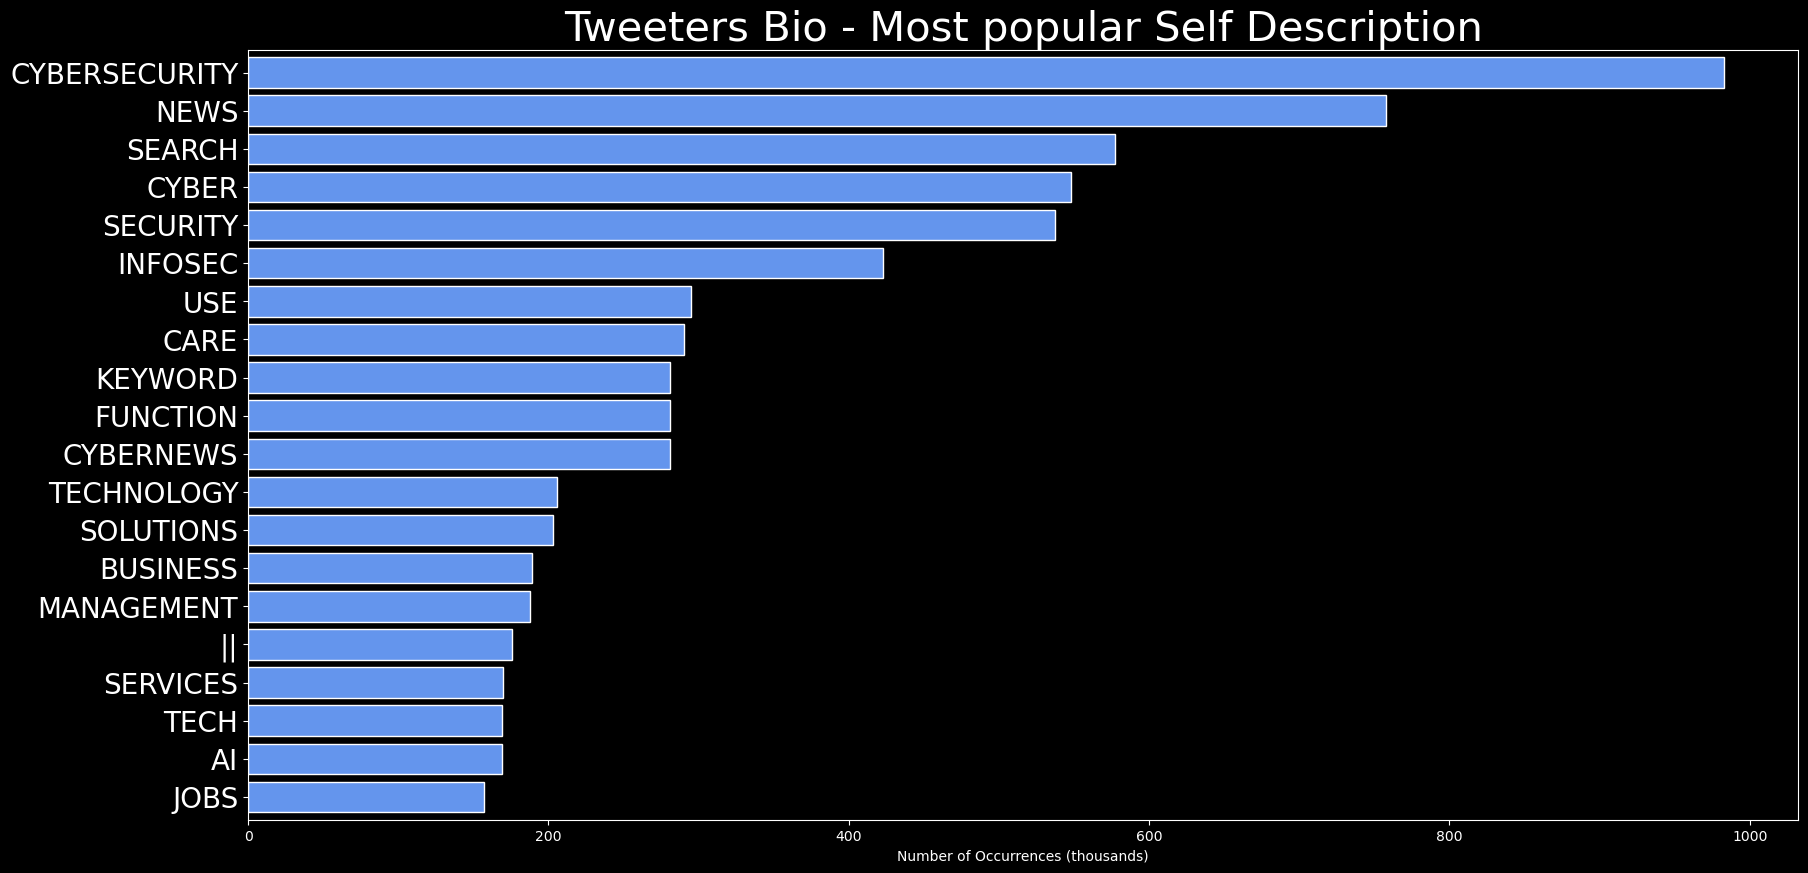 Tweeters Bio - Most popular Self Description
CYBERSECURITY
NEWS
SEARCH
CYBER
SECURITY
INFOSEC
USE
CARE
KEYWORD
FUNCTION
CYBERNEWS
TECHNOLOGY
SOLUTIONS
BUSINESS
MANAGEMENT
||
SERVICES
TECH
AI
JOBS
0 200 400 600 800 1000
Number of Occurrences (thousands)